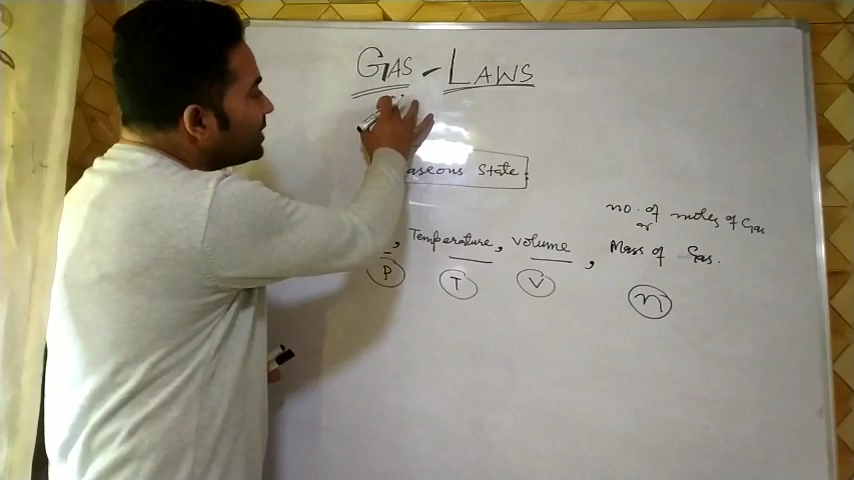 GAS - LAWS
aseous State
, Temperature, Volume,
no. of moles of Gas
or
Mass of Gas.
P T V n